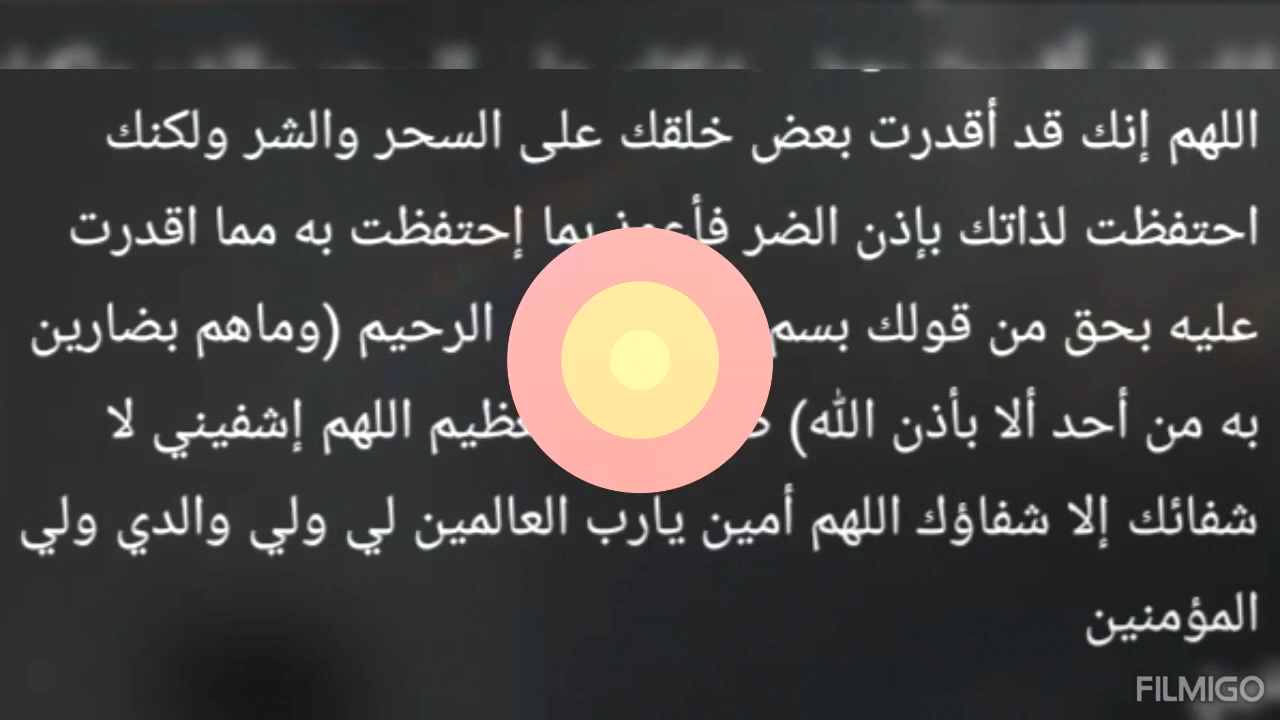 اللهم إنك قد أقدرت بعض خلقك على السحر والشر ولكنك
احتفظت لذاتك بإذن الضر فأعوذ بما إحتفظت به مما اقدرت
عليه بحق من قولك بسم الرحيم (وماهم بضارين
به من أحد ألا بأذن الله) اللهم إشفيني لا
شفائك إلا شفاؤك اللهم أمين يارب العالمين لي ولي والدي ولي
المؤمنين
FILMIGO